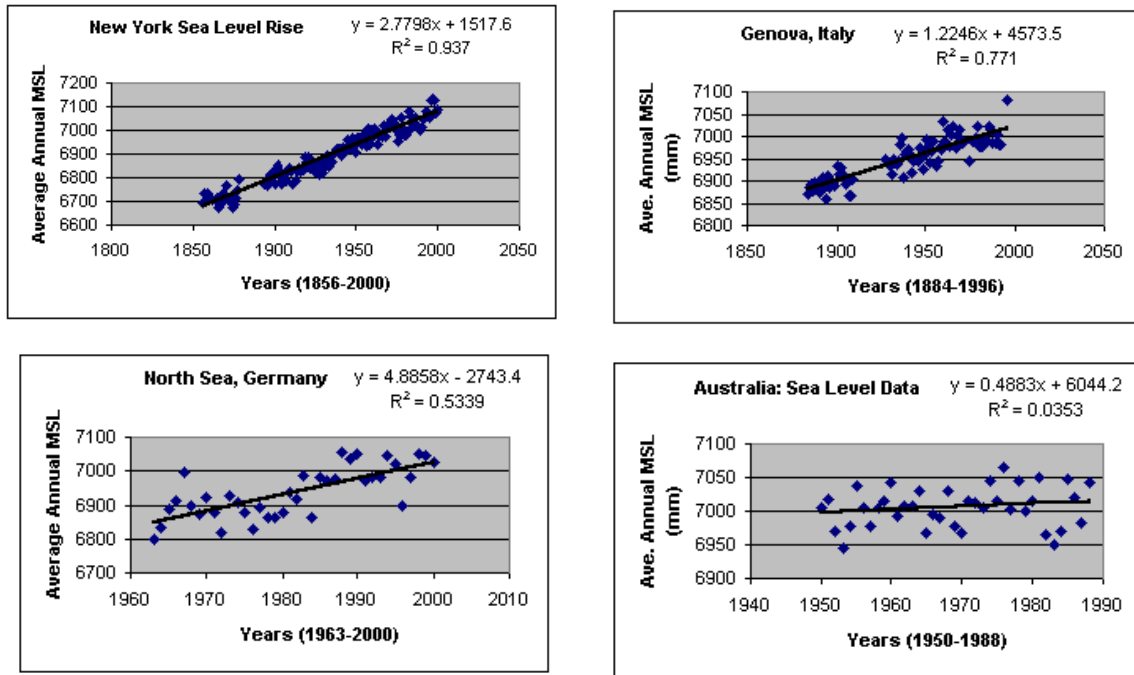 New York Sea Level Rise
y = 2.7798x + 1517.6
R² = 0.937
Average Annual MSL
7200
7100
7000
6900
6800
6700
6600
1800
1850
1900
1950
2000
2050
Years (1856-2000)
Genova, Italy
y = 1.2246x + 4573.5
R² = 0.771
Ave. Annual MSL
(mm)
7100
7050
7000
6950
6900
6850
6800
1850
1900
1950
2000
2050
Years (1884-1996)
North Sea, Germany
y = 4.8858x - 2743.4
R² = 0.5339
Average Annual MSL
7100
7000
6900
6800
6700
1960
1970
1980
1990
2000
2010
Years (1963-2000)
Australia: Sea Level Data
y = 0.4883x + 6044.2
R² = 0.0353
Ave. Annual MSL
(mm)
7100
7050
7000
6950
6900
1940
1950
1960
1970
1980
1990
Years (1950-1988)